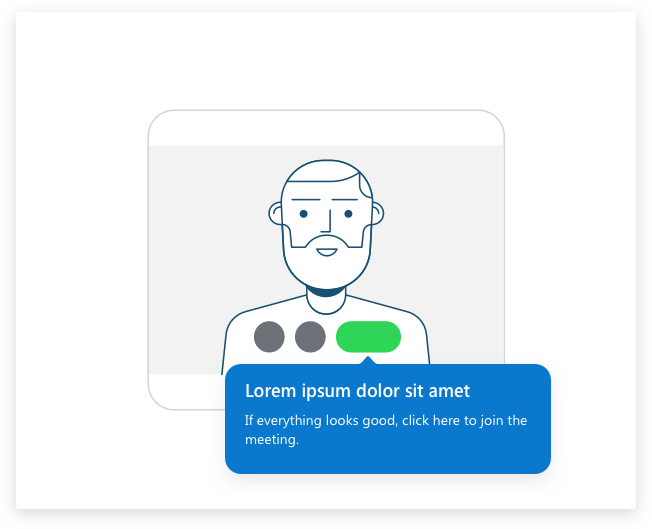 Lorem ipsum dolor sit amet
If everything looks good, click here to join the
meeting.